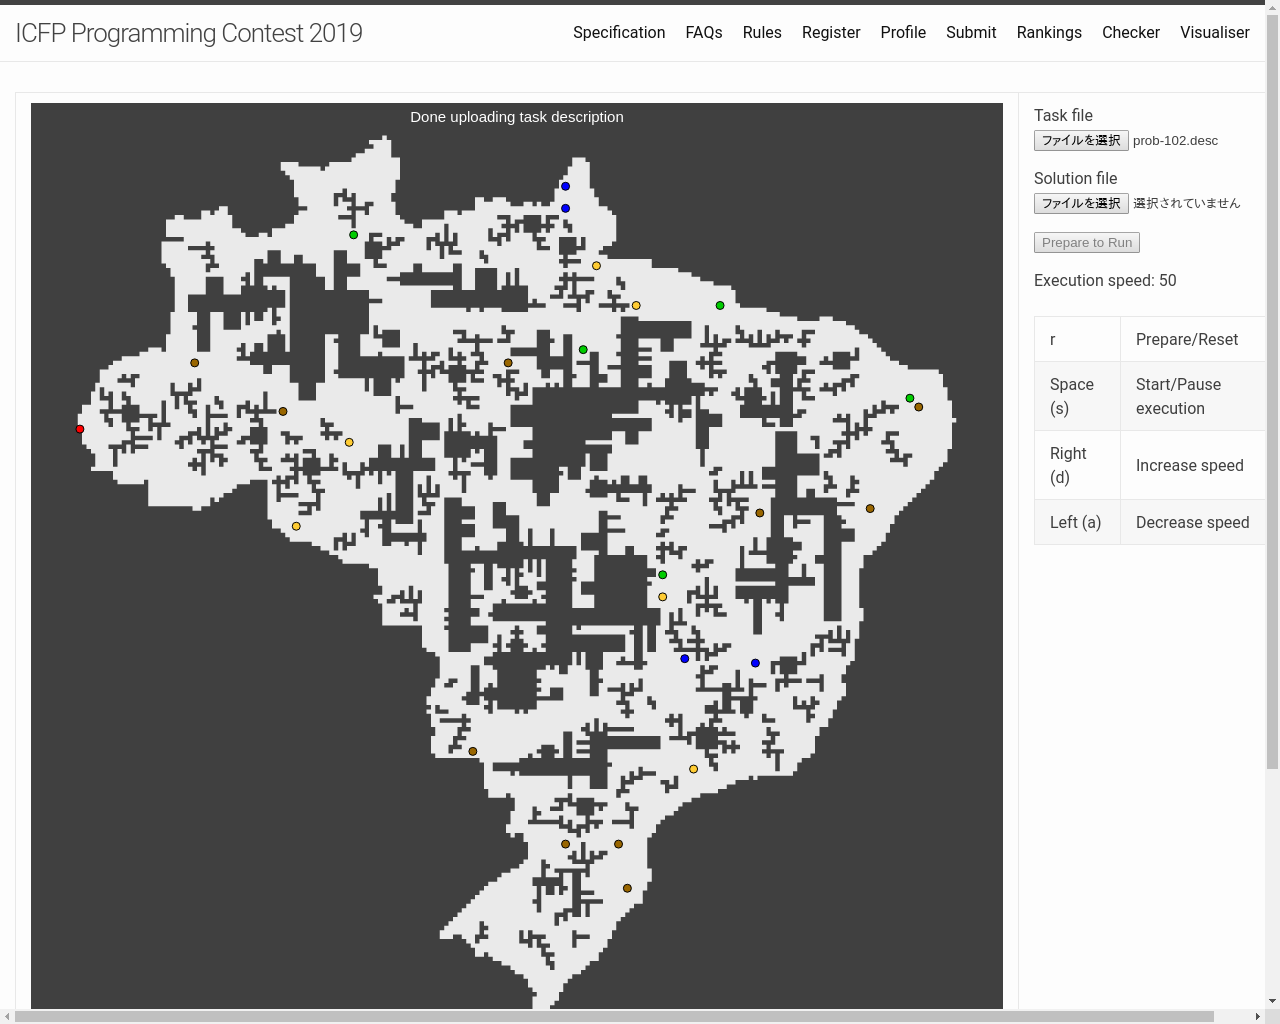 ICFP Programming Contest 2019
Specification FAQs Rules Register Profile Submit Rankings Checker Visualiser
Done uploading task description
Task file
ファイルを選択 prob-102.desc
Solution file
ファイルを選択 選択されていません
Prepare to Run
Execution speed: 50
r Prepare/Reset
Space (s) Start/Pause execution
Right (d) Increase speed
Left (a) Decrease speed